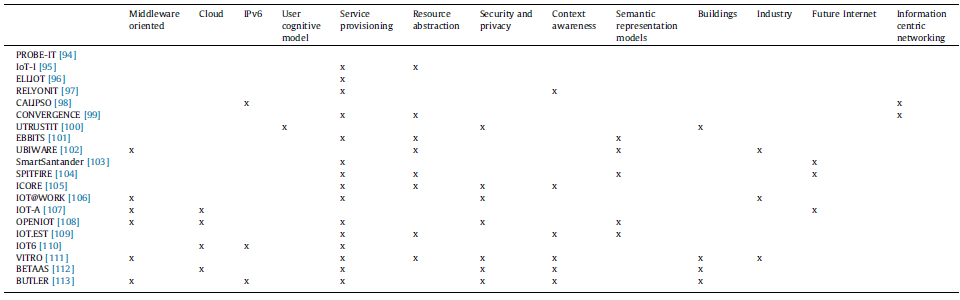 Middleware oriented Cloud IPv6 User cognitive model Service provisioning Resource abstraction Security and privacy Context awareness Semantic representation models Buildings Industry Future Internet Information centric networking
PROBE-IT [94]
IoT-I [95] x x
ELLIOT [96] x
RELYONIT [97] x x
CALIPSO [98] x x
CONVERGENCE [99] x x x
UTRUSTIT [100] x x x
EBBITS [101] x x x
UBIWARE [102] x x x x
SmartSantander [103] x x
SPITFIRE [104] x x x x
ICORE [105] x x x x
IOT@WORK [106] x x x x
IOT-A [107] x x x
OPENIOT [108] x x x x x
IOT.EST [109] x x x x
IOT6 [110] x x x
VITRO [111] x x x x x x x
BETAAS [112] x x x x x
BUTLER [113] x x x x x x